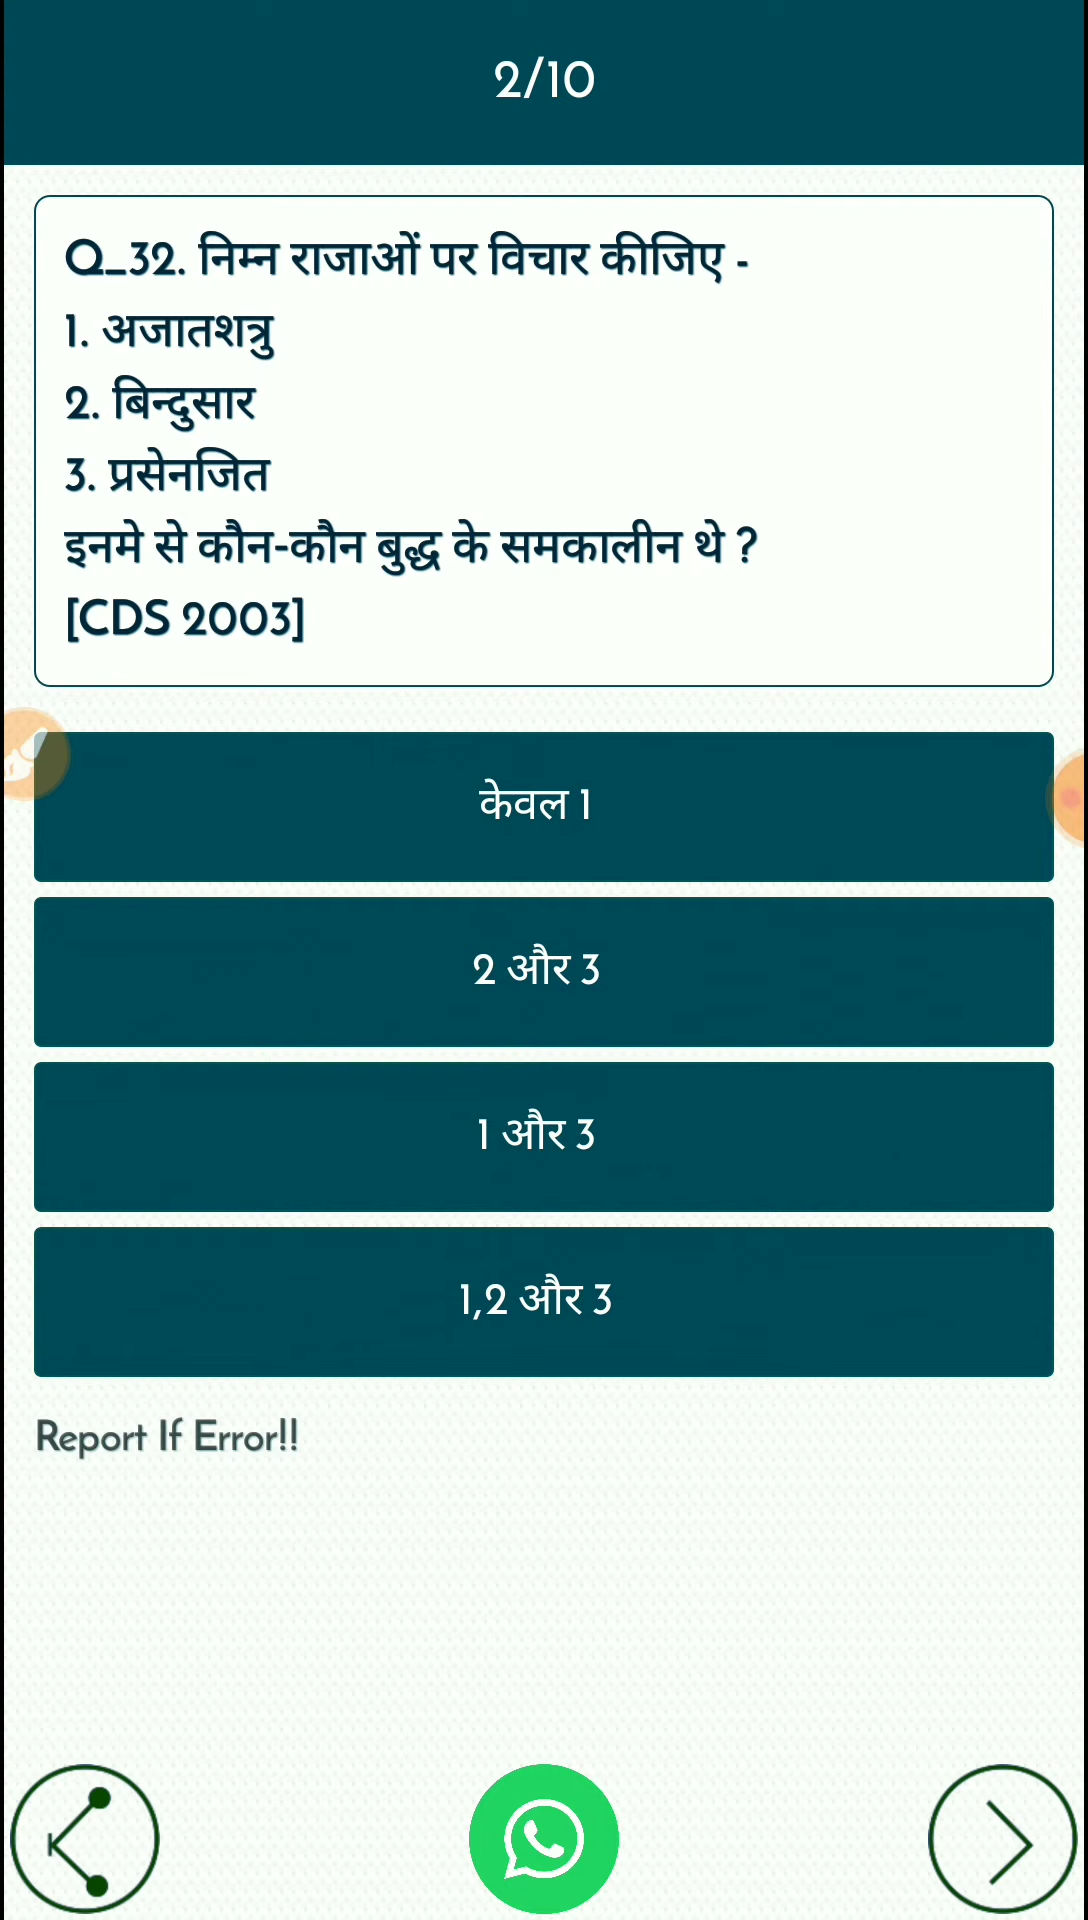 2/10
Q_32. निम्न राजाओं पर विचार कीजिए -
1. अजातशत्रु
2. बिन्दुसार
3. प्रसेनजित
इनमे से कौन-कौन बुद्ध के समकालीन थे ?
[CDS 2003]
केवल 1
2 और 3
1 और 3
1,2 और 3
Report If Error!!